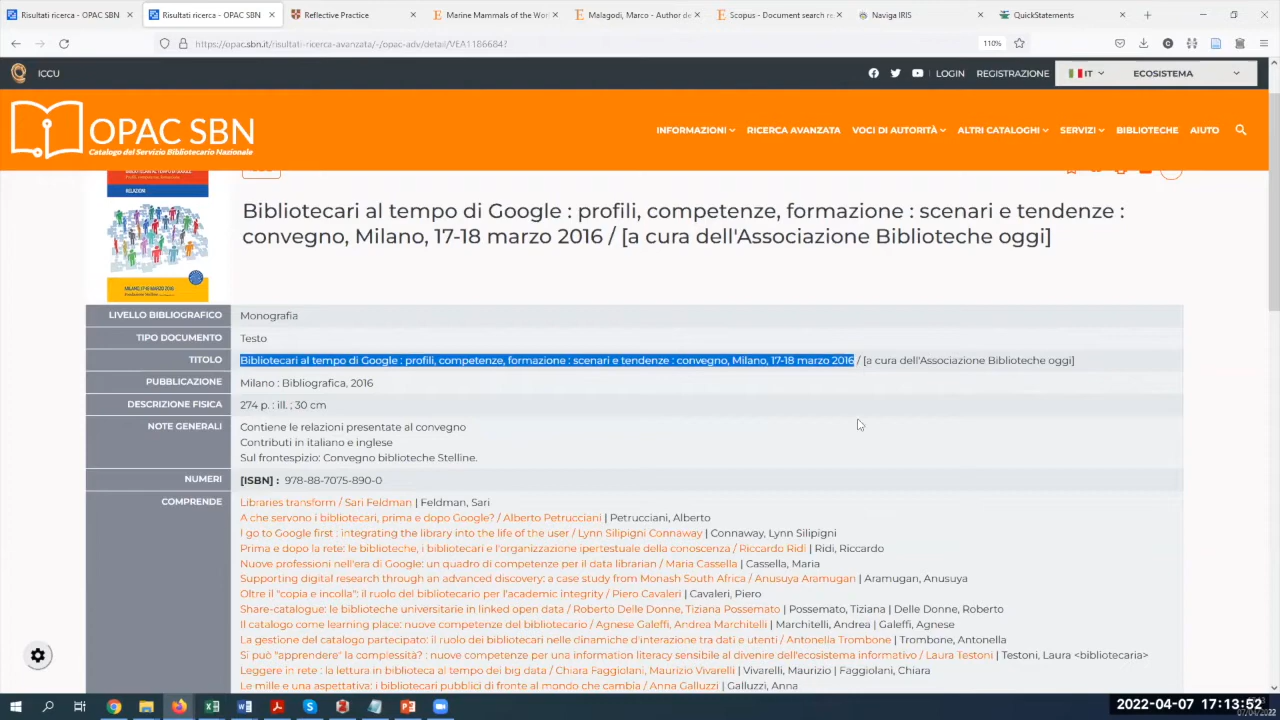 Risultati ricerca - OPAC SBN
Risultati ricerca - OPAC SBN
Reflective Practice
Marine Mammals of the Wor
Malagodi, Marco - Author de
Scopus - Document search re
Naviga IRIS
QuickStatements
https://opac.sbn.it/risultati-ricerca-avanzata/-/opac-adv/detail/VEA1186684?
110%
ICCU
LOGIN
REGISTRAZIONE
IT
ECOSISTEMA
OPAC SBN
Catalogo del Servizio Bibliotecario Nazionale
INFORMAZIONI
RICERCA AVANZATA
VOCI DI AUTORITÀ
ALTRI CATALOGHI
SERVIZI
BIBLIOTECHE
AIUTO
RELAZIONI
MILANO, 17-18 MARZO 2016
Bibliotecari al tempo di Google : profili, competenze, formazione : scenari e tendenze :
convegno, Milano, 17-18 marzo 2016 / [a cura dell'Associazione Biblioteche oggi]
LIVELLO BIBLIOGRAFICO Monografia
TIPO DOCUMENTO Testo
TITOLO Bibliotecari al tempo di Google : profili, competenze, formazione : scenari e tendenze : convegno, Milano, 17-18 marzo 2016 / [a cura dell'Associazione Biblioteche oggi]
PUBBLICAZIONE Milano : Bibliografica, 2016
DESCRIZIONE FISICA 274 p. : ill. ; 30 cm
NOTE GENERALI Contiene le relazioni presentate al convegno
Contributi in italiano e inglese
Sul frontespizio: Convegno biblioteche Stelline.
NUMERI [ISBN] : 978-88-7075-890-0
COMPRENDE Libraries transform / Sari Feldman | Feldman, Sari
A che servono i bibliotecari, prima e dopo Google? / Alberto Petrucciani | Petrucciani, Alberto
I go to Google first : integrating the library into the life of the user / Lynn Silipigni Connaway | Connaway, Lynn Silipigni
Prima e dopo la rete: le biblioteche, i bibliotecari e l'organizzazione ipertestuale della conoscenza / Riccardo Ridi | Ridi, Riccardo
Nuove professioni nell'era di Google: un quadro di competenze per il data librarian / Maria Cassella | Cassella, Maria
Supporting digital research through an advanced discovery: a case study from Monash South Africa / Anusuya Aramugan | Aramugan, Anusuya
Oltre il "copia e incolla": il ruolo del bibliotecario per l'academic integrity / Piero Cavaleri | Cavaleri, Piero
Share-catalogue: le biblioteche universitarie in linked open data / Roberto Delle Donne, Tiziana Possemato | Possemato, Tiziana | Delle Donne, Roberto
Il catalogo come learning place: nuove competenze del bibliotecario / Agnese Galeffi, Andrea Marchitelli | Marchitelli, Andrea | Galeffi, Agnese
La gestione del catalogo partecipato: il ruolo dei bibliotecari nelle dinamiche d'interazione tra dati e utenti / Antonella Trombone | Trombone, Antonella
Si può "apprendere" la complessità? : nuove competenze per una information literacy sensibile al divenire dell'ecosistema informativo / Laura Testoni | Testoni, Laura <bibliotecaria>
Leggere in rete : la lettura in biblioteca al tempo dei big data / Chiara Faggiolani, Maurizio Vivarelli | Vivarelli, Maurizio | Faggiolani, Chiara
Le mille e una aspettativa: i bibliotecari pubblici di fronte al mondo che cambia / Anna Galluzzi | Galluzzi, Anna
2022-04-07 17:13:52
07/04/2022